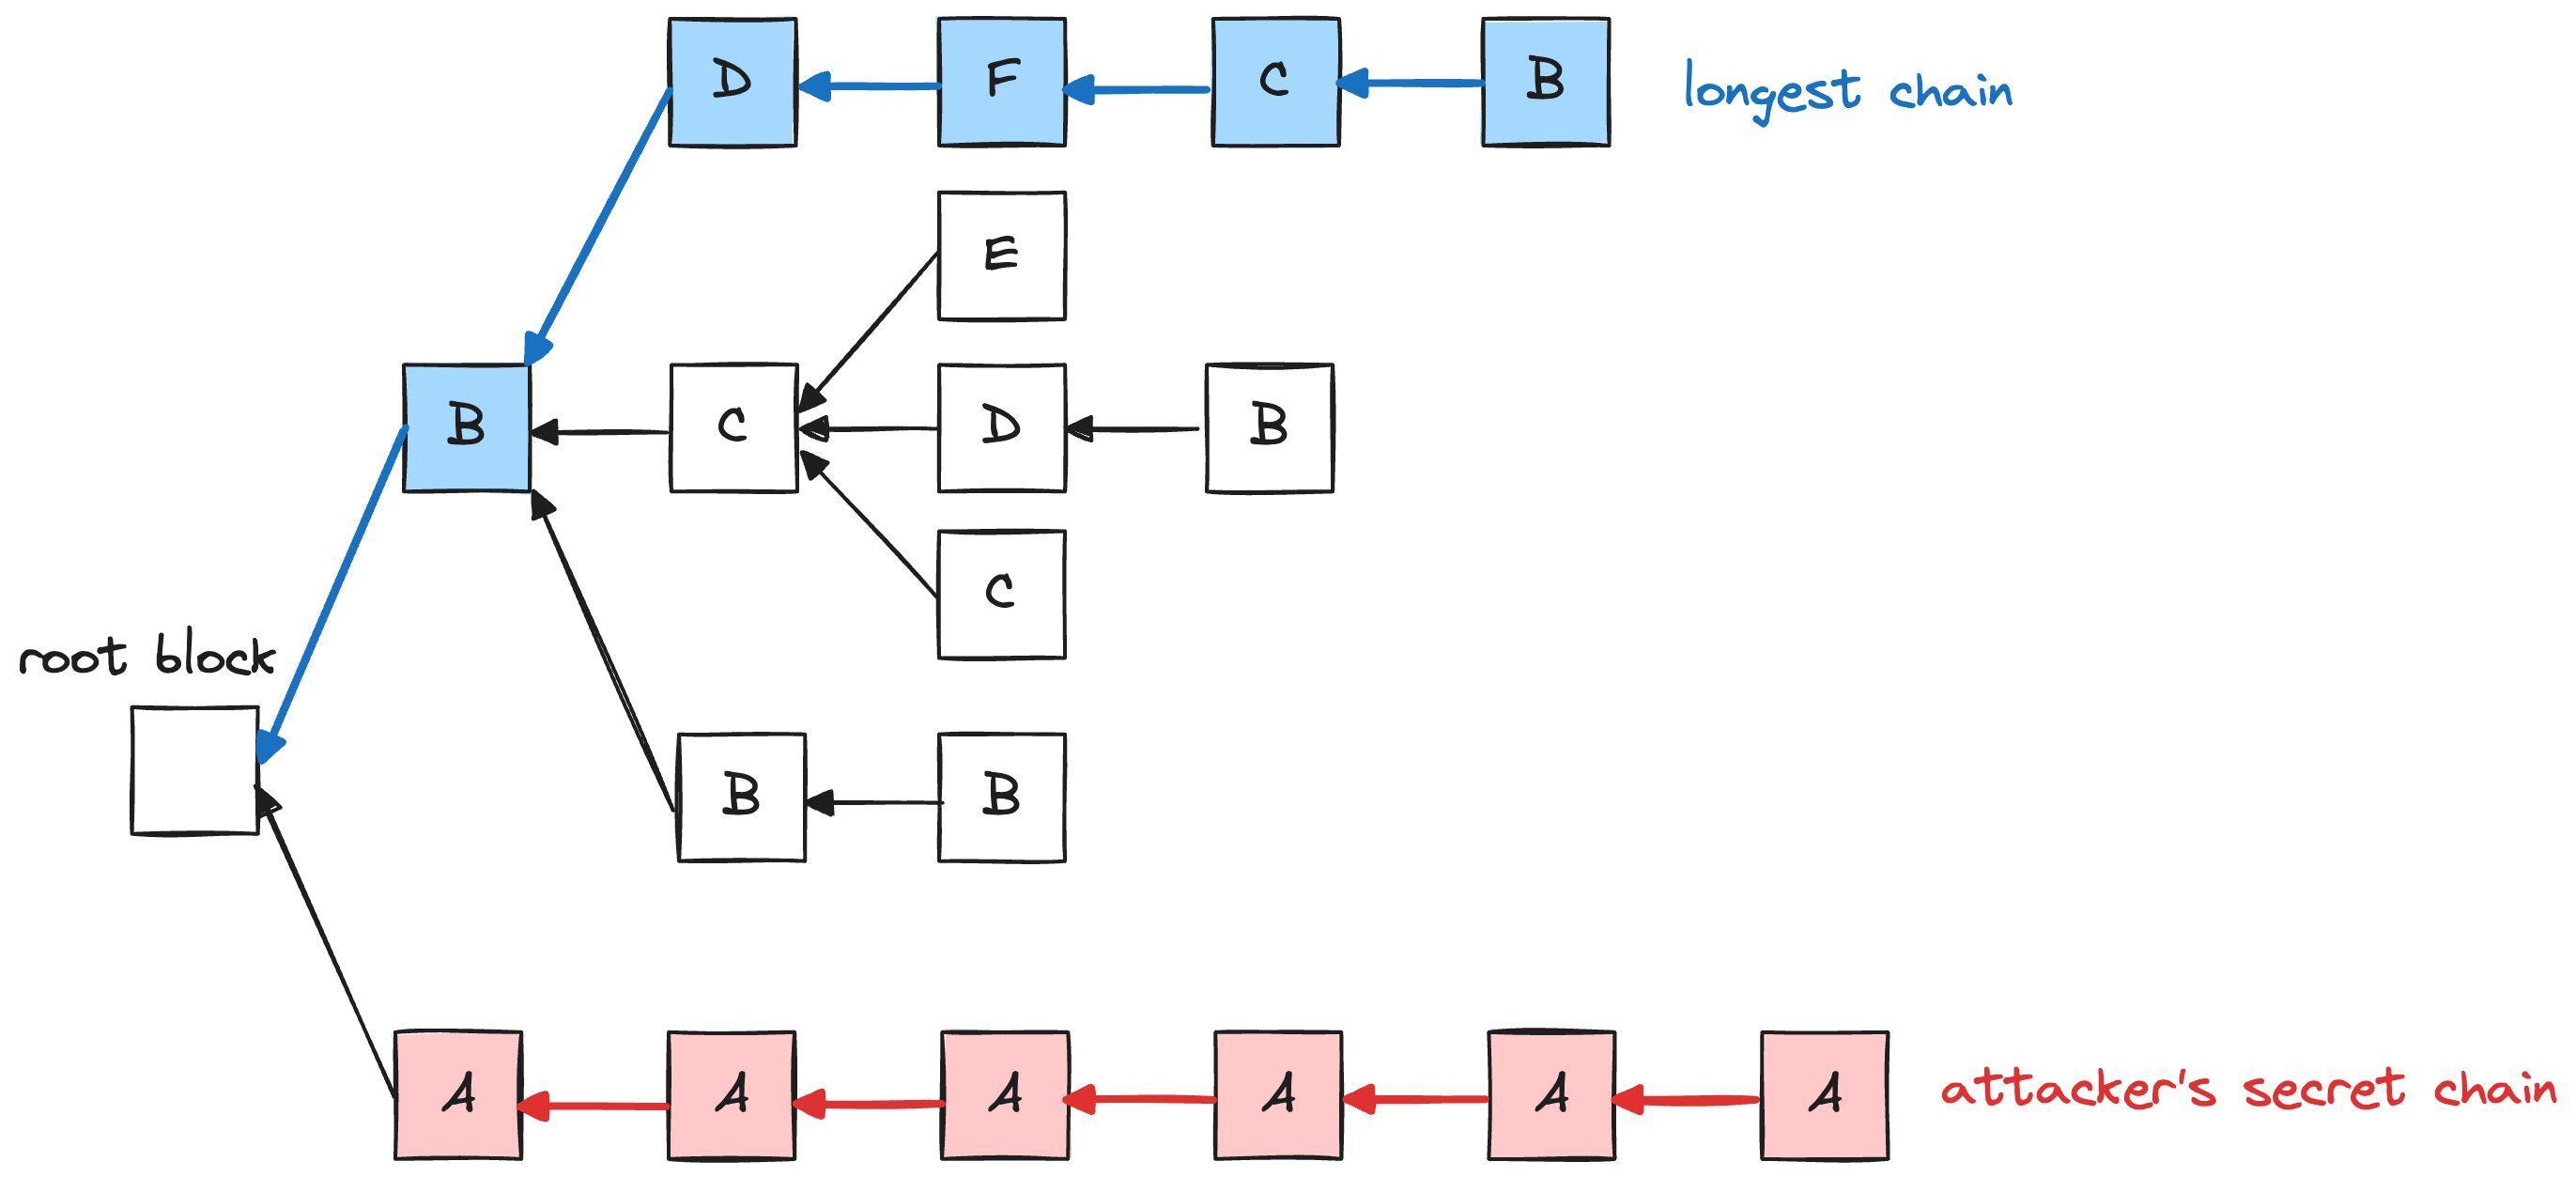 D F C B longest chain
E
B C D B
C
root block
B B
A A A A A A attacker's secret chain